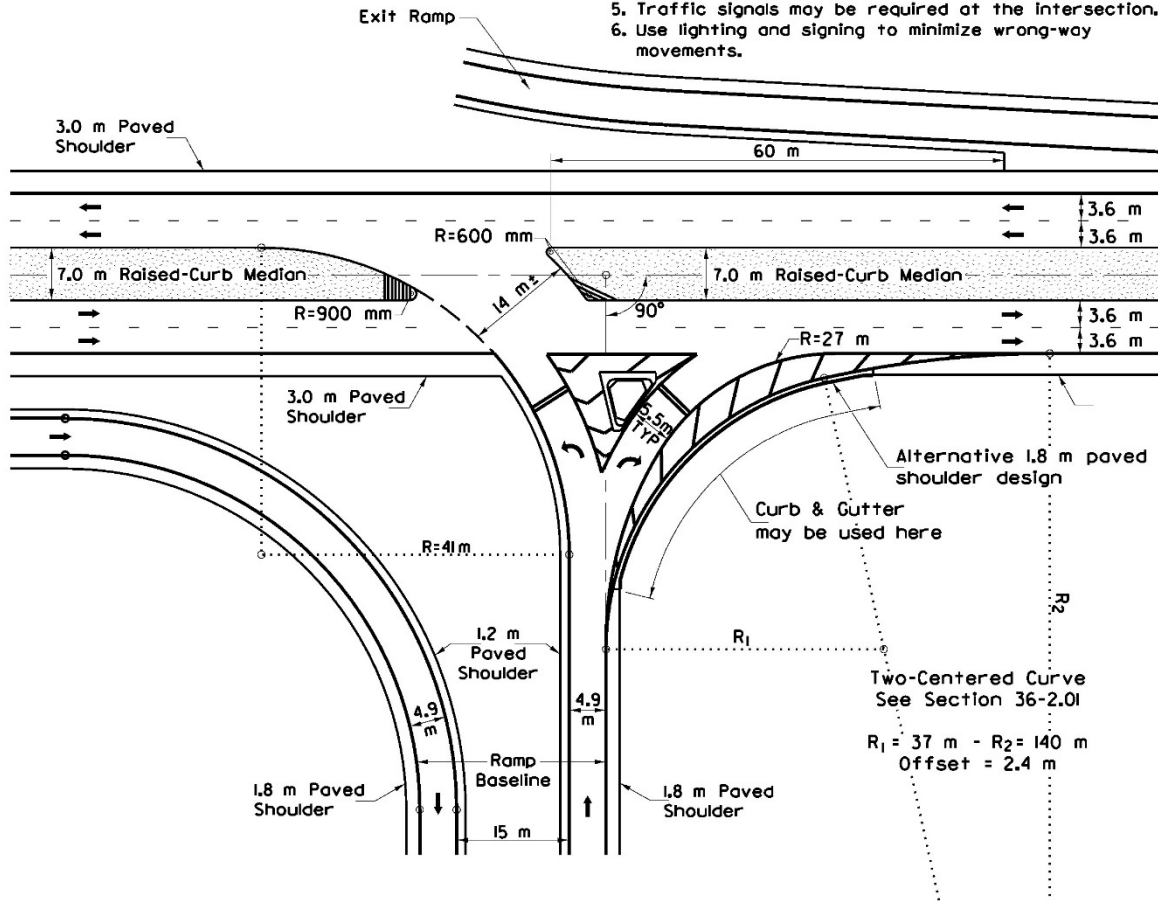 5. Traffic signals may be required at the intersection.
6. Use lighting and signing to minimize wrong-way
movements.
Exit Ramp
3.0 m Paved
Shoulder
60 m
3.6 m
3.6 m
R=600 mm
7.0 m Raised-Curb Median
7.0 m Raised-Curb Median
14 m±
R=900 mm
90°
3.6 m
3.6 m
R=27 m
3.0 m Paved
Shoulder
5.5m
TYP
Alternative 1.8 m paved
shoulder design
Curb & Gutter
may be used here
R=41m
R2
1.2 m
Paved
Shoulder
R1
Two-Centered Curve
See Section 36-2.01
4.9
m
4.9
m
R1 = 37 m - R2= 140 m
Offset = 2.4 m
Ramp
Baseline
1.8 m Paved
Shoulder
1.8 m Paved
Shoulder
15 m